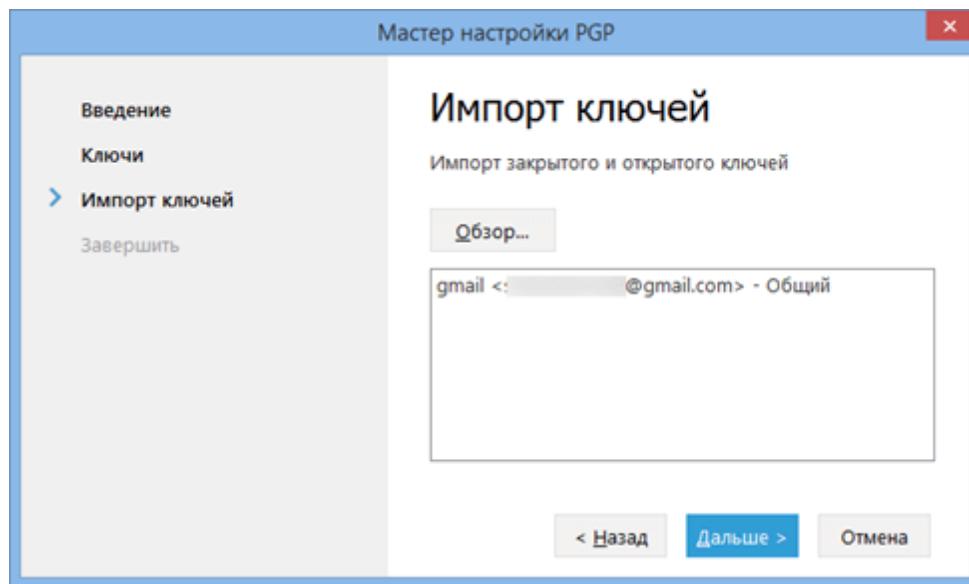 Мастер настройки PGP
Введение
Ключи
Импорт ключей
Завершить
Импорт ключей
Импорт закрытого и открытого ключей
Обзор...
gmail < @gmail.com> - Общий
< Назад
Дальше >
Отмена